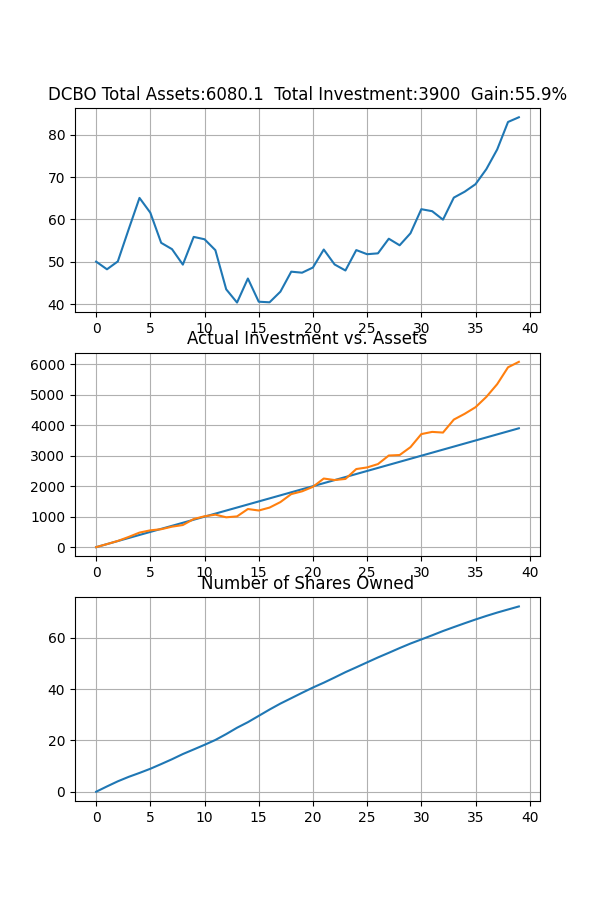 DCBO Total Assets:6080.1  Total Investment:3900  Gain:55.9%
80
70
60
50
40
0 5 10 15 20 25 30 35 40
Actual Investment vs. Assets
6000
5000
4000
3000
2000
1000
0
0 5 10 15 20 25 30 35 40
Number of Shares Owned
60
40
20
0
0 5 10 15 20 25 30 35 40